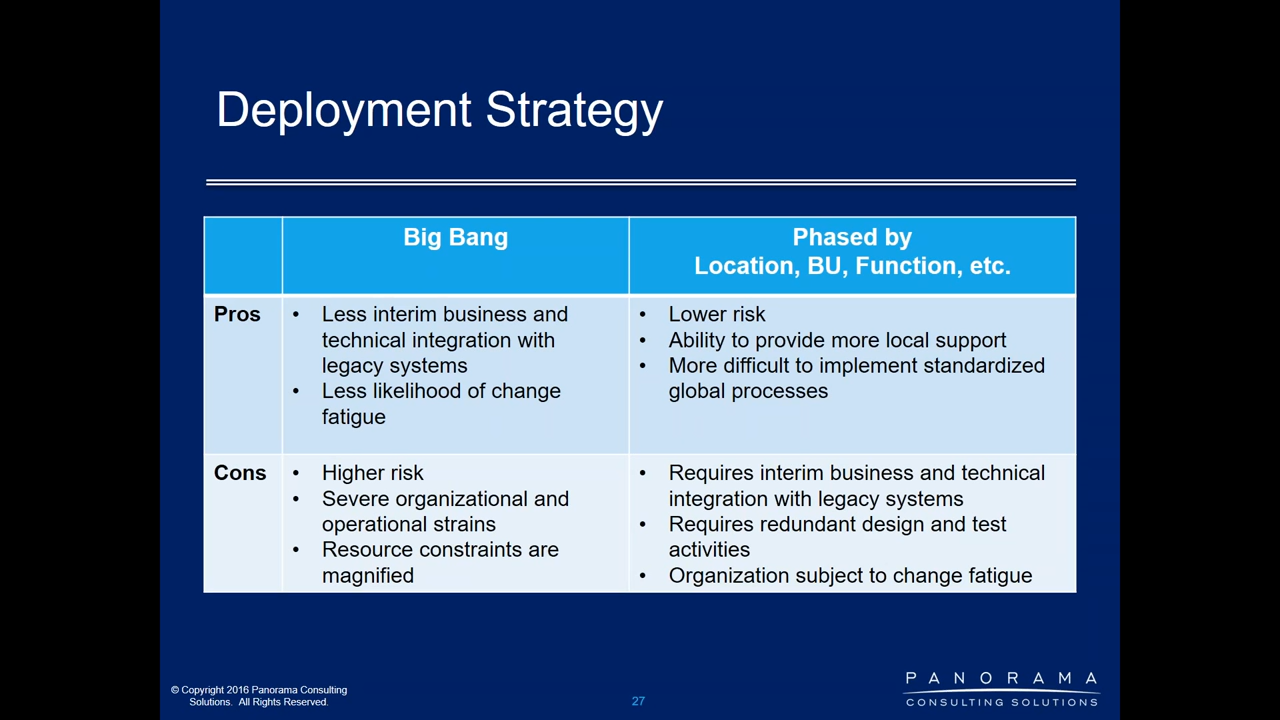 Deployment Strategy
Big Bang
Phased by
Location, BU, Function, etc.
Pros
• Less interim business and
technical integration with
legacy systems
• Less likelihood of change
fatigue
• Lower risk
• Ability to provide more local support
• More difficult to implement standardized
global processes
Cons
• Higher risk
• Severe organizational and
operational strains
• Resource constraints are
magnified
• Requires interim business and technical
integration with legacy systems
• Requires redundant design and test
activities
• Organization subject to change fatigue
© Copyright 2016 Panorama Consulting
Solutions. All Rights Reserved.
27
PANORAMA
CONSULTING SOLUTIONS